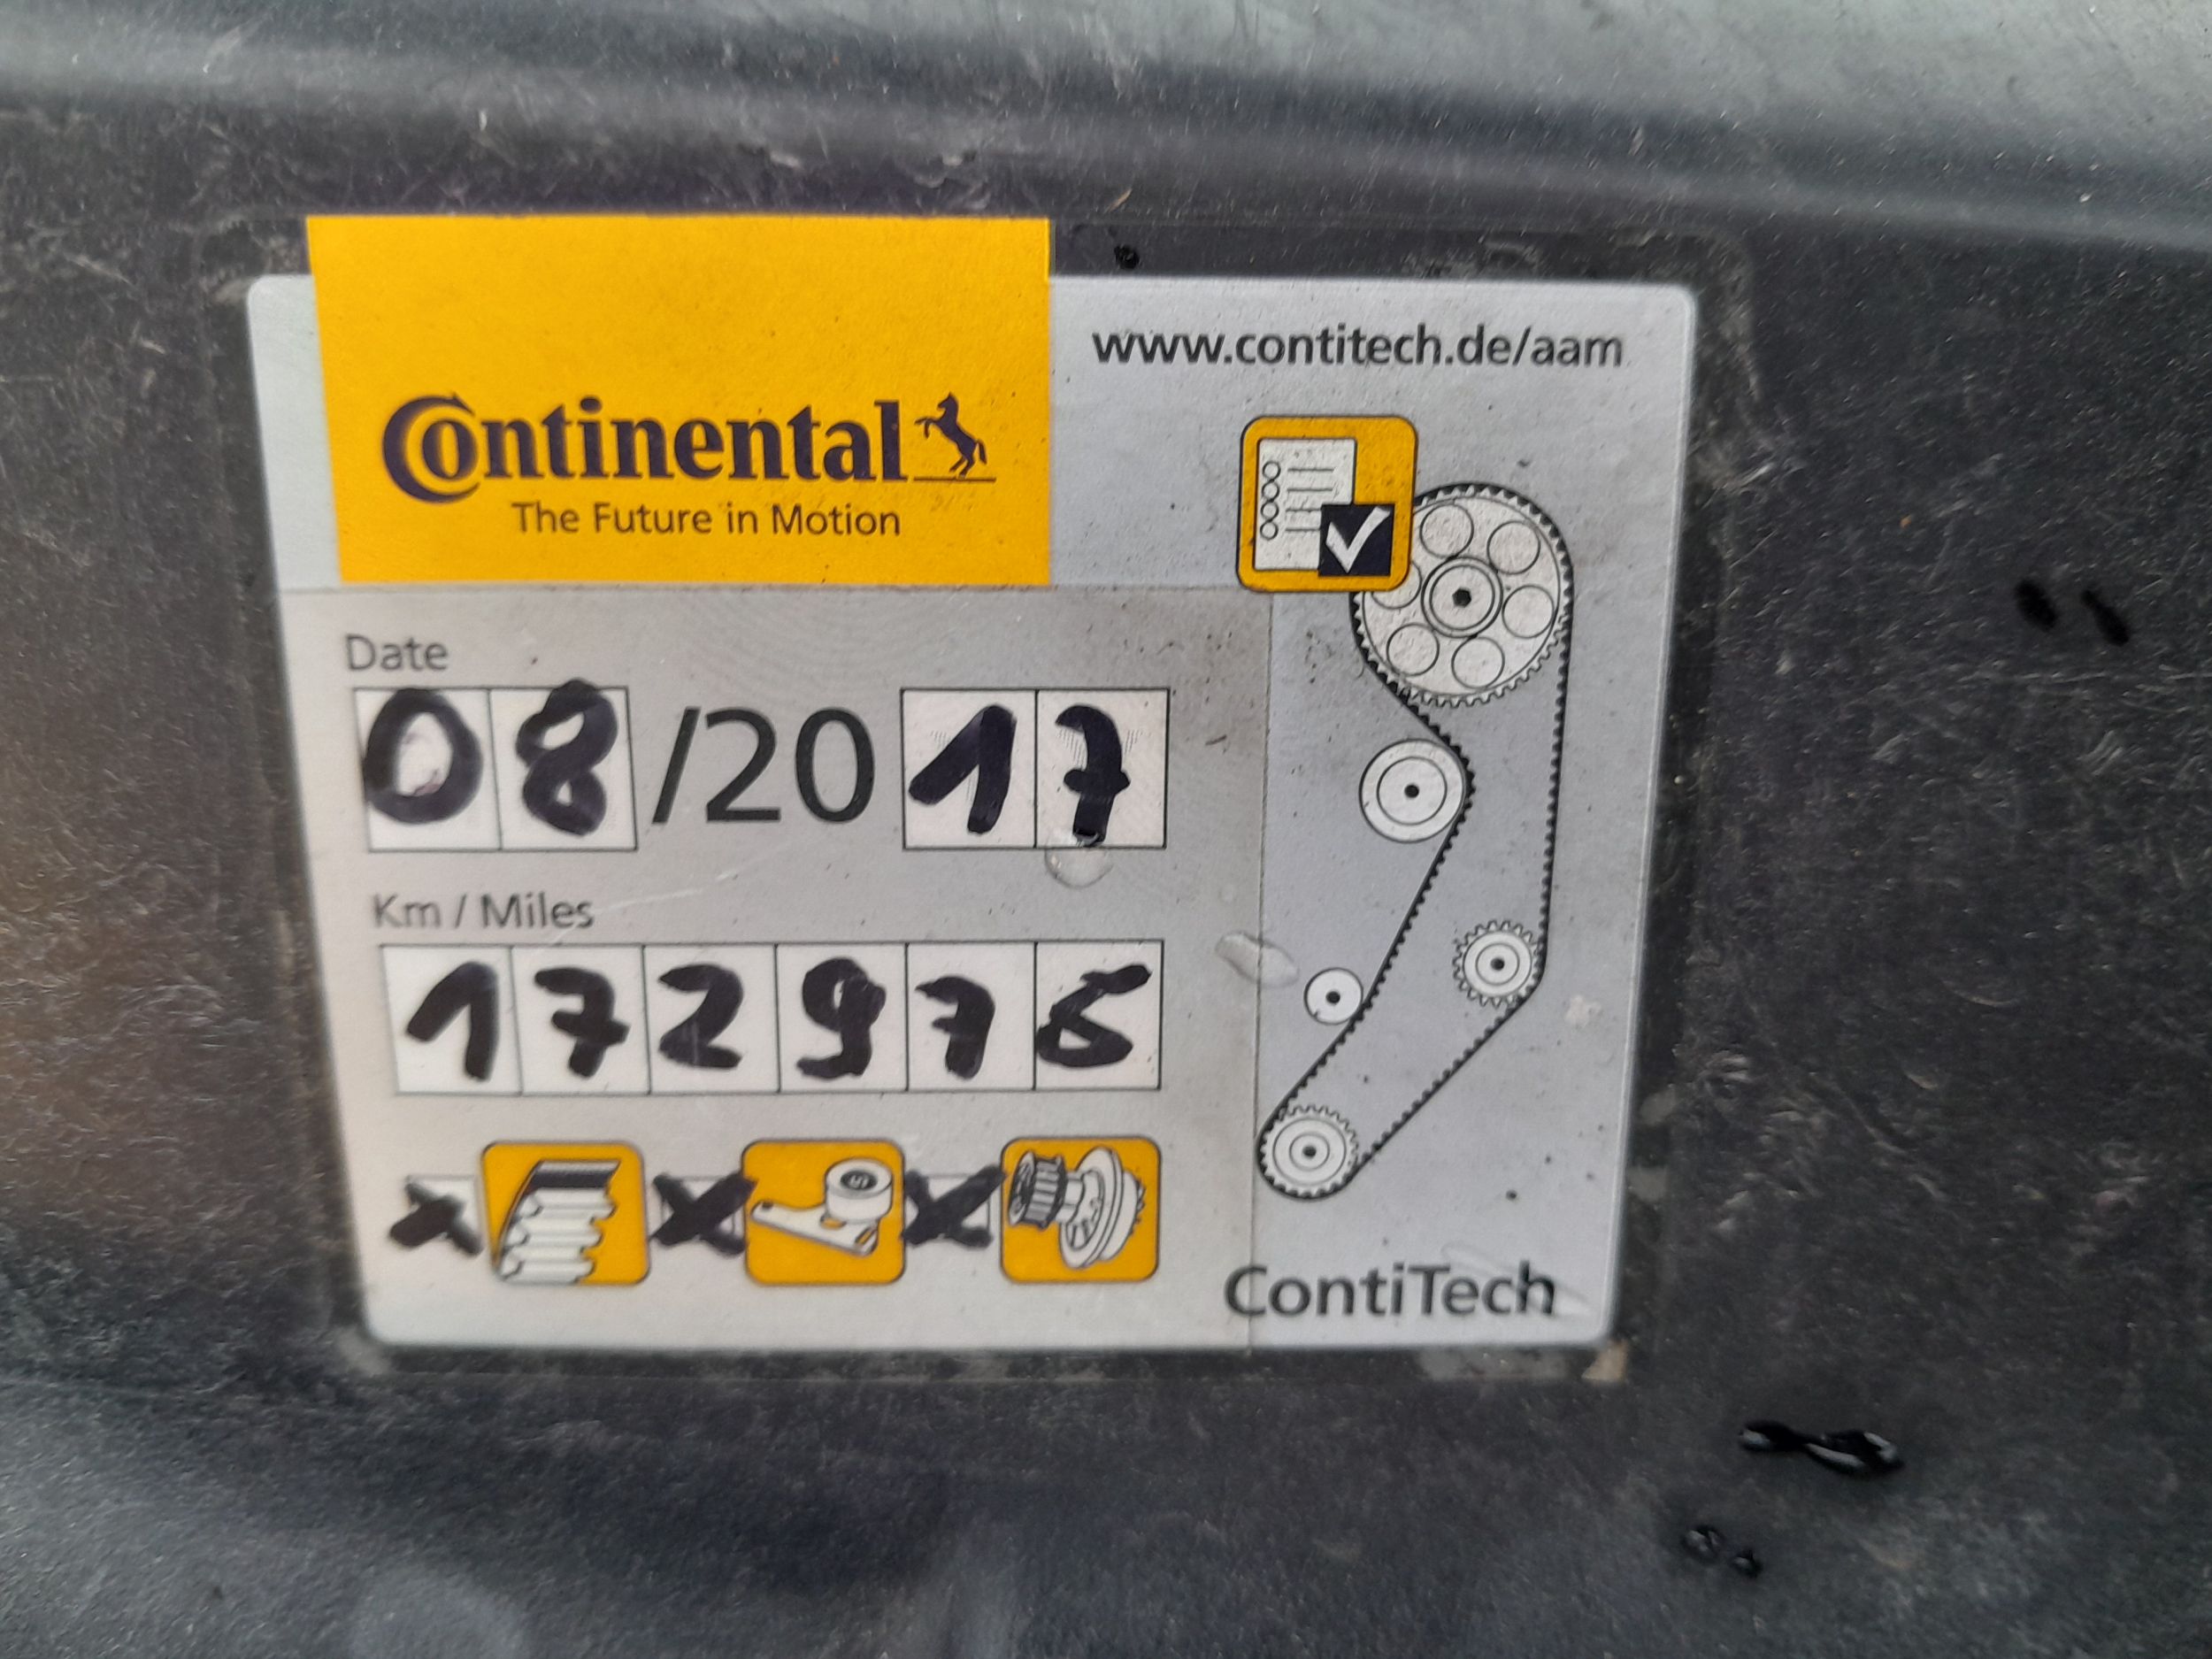 www.contitech.de/aam
Continental
The Future in Motion
Date
08/2017
Km / Miles
172976
ContiTech